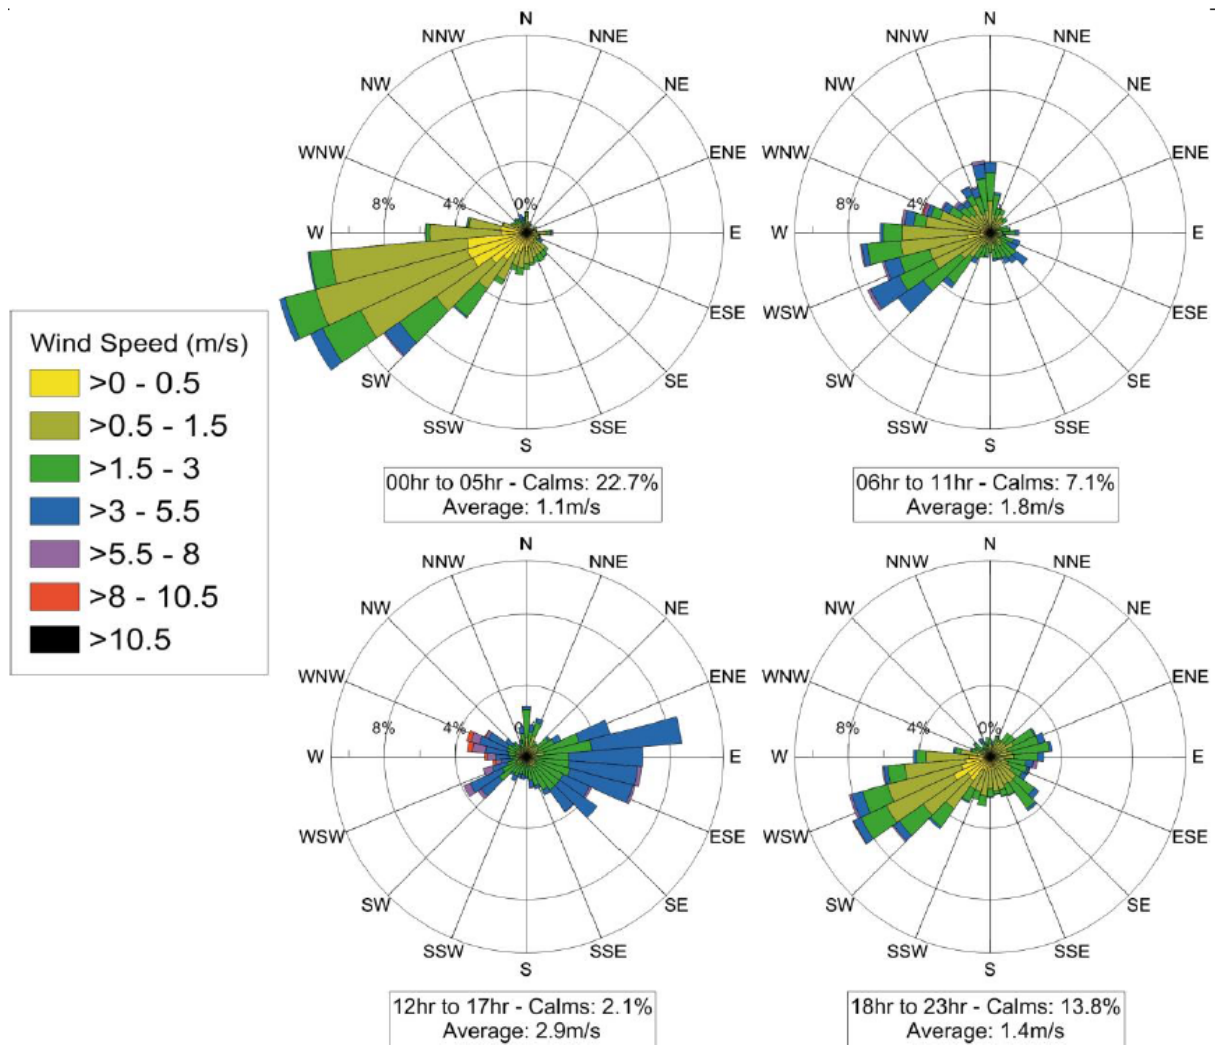 N
NNW
NNE
NW
NE
WNW
ENE
8%
4%
0%
W
E
WSW
ESE
SW
SE
SSW
SSE
S
00hr to 05hr - Calms: 22.7%
Average: 1.1m/s
N
NNW
NNE
NW
NE
WNW
ENE
8%
4%
0%
W
E
WSW
ESE
SW
SE
SSW
SSE
S
06hr to 11hr - Calms: 7.1%
Average: 1.8m/s
Wind Speed (m/s)
>0 - 0.5
>0.5 - 1.5
>1.5 - 3
>3 - 5.5
>5.5 - 8
>8 - 10.5
>10.5
N
NNW
NNE
NW
NE
WNW
ENE
8%
4%
W
E
WSW
ESE
SW
SE
SSW
SSE
S
12hr to 17hr - Calms: 2.1%
Average: 2.9m/s
N
NNW
NNE
NW
NE
WNW
ENE
8%
4%
0%
W
E
WSW
ESE
SW
SE
SSW
SSE
S
18hr to 23hr - Calms: 13.8%
Average: 1.4m/s